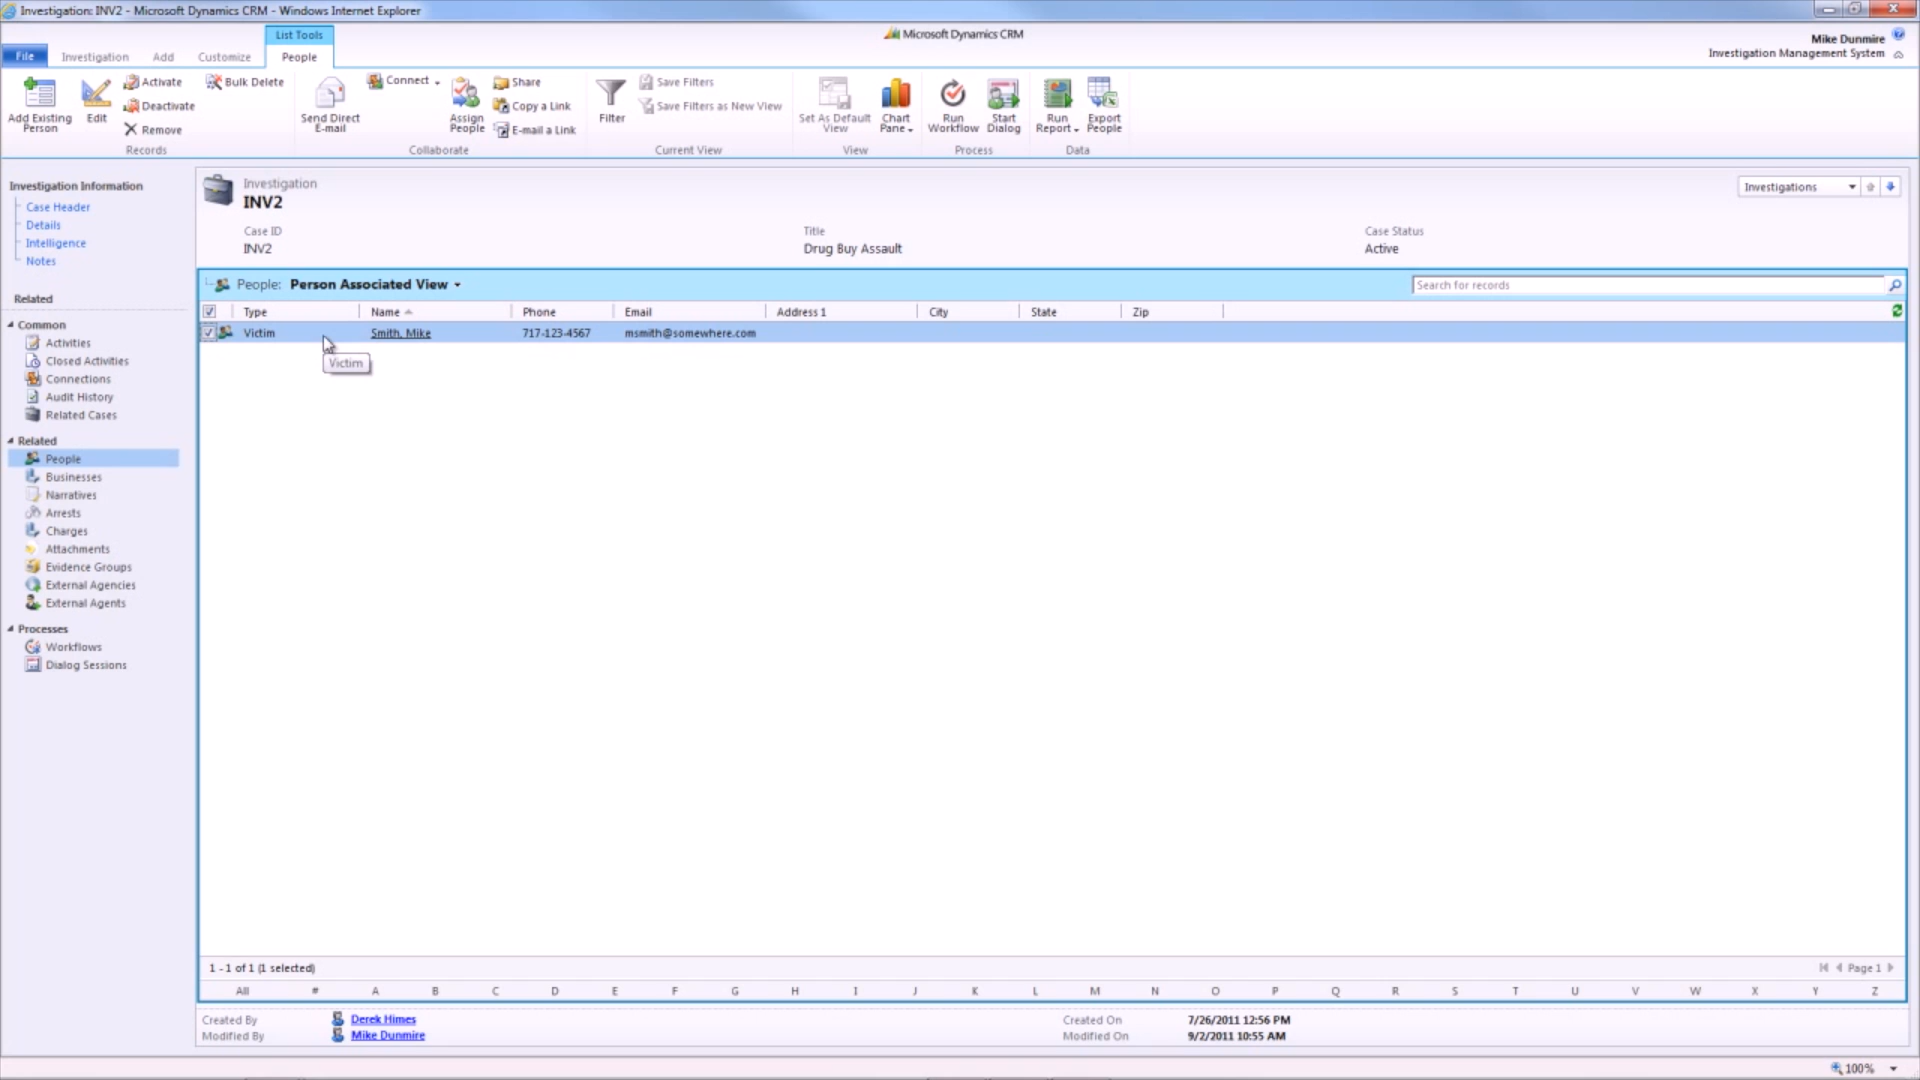 Investigation: INV2 - Microsoft Dynamics CRM - Windows Internet Explorer
List Tools
Microsoft Dynamics CRM
Mike Dunmire
Investigation Management System
File Investigation Add Customize People
Add Existing Person
Edit
Activate
Deactivate
Remove
Bulk Delete
Records
Send Direct E-mail
Connect
Assign People
Share
Copy a Link
E-mail a Link
Collaborate
Filter
Save Filters
Save Filters as New View
Current View
Set As Default View
Chart Pane
View
Run Workflow
Start Dialog
Process
Run Report
Export People
Data
Investigation Information
Case Header
Details
Intelligence
Notes
Related
Common
Activities
Closed Activities
Connections
Audit History
Related Cases
Related
People
Businesses
Narratives
Arrests
Charges
Attachments
Evidence Groups
External Agencies
External Agents
Processes
Workflows
Dialog Sessions
Investigation
INV2
Investigations
Case ID Title Case Status
INV2 Drug Buy Assault Active
People: Person Associated View
Search for records
Type Name Phone Email Address 1 City State Zip
Victim Smith, Mike 717-123-4567 msmith@somewhere.com
Victim
1 - 1 of 1 (1 selected)
Page 1
All # A B C D E F G H I J K L M N O P Q R S T U V W X Y Z
Created By Derek Himes Created On 7/26/2011 12:56 PM
Modified By Mike Dunmire Modified On 9/2/2011 10:55 AM
100%